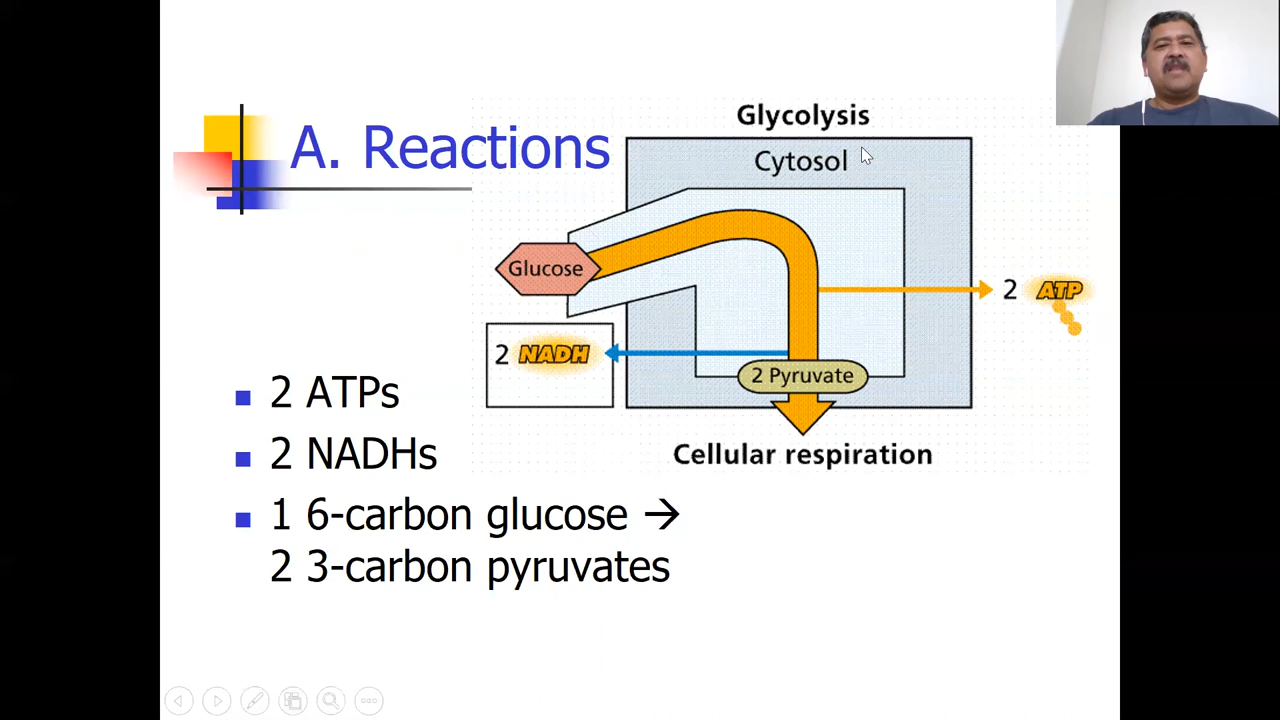 A. Reactions
Glycolysis
Cytosol
Glucose
2 ATP
2 NADH
2 Pyruvate
Cellular respiration
2 ATPs
2 NADHs
1 6-carbon glucose →
2 3-carbon pyruvates